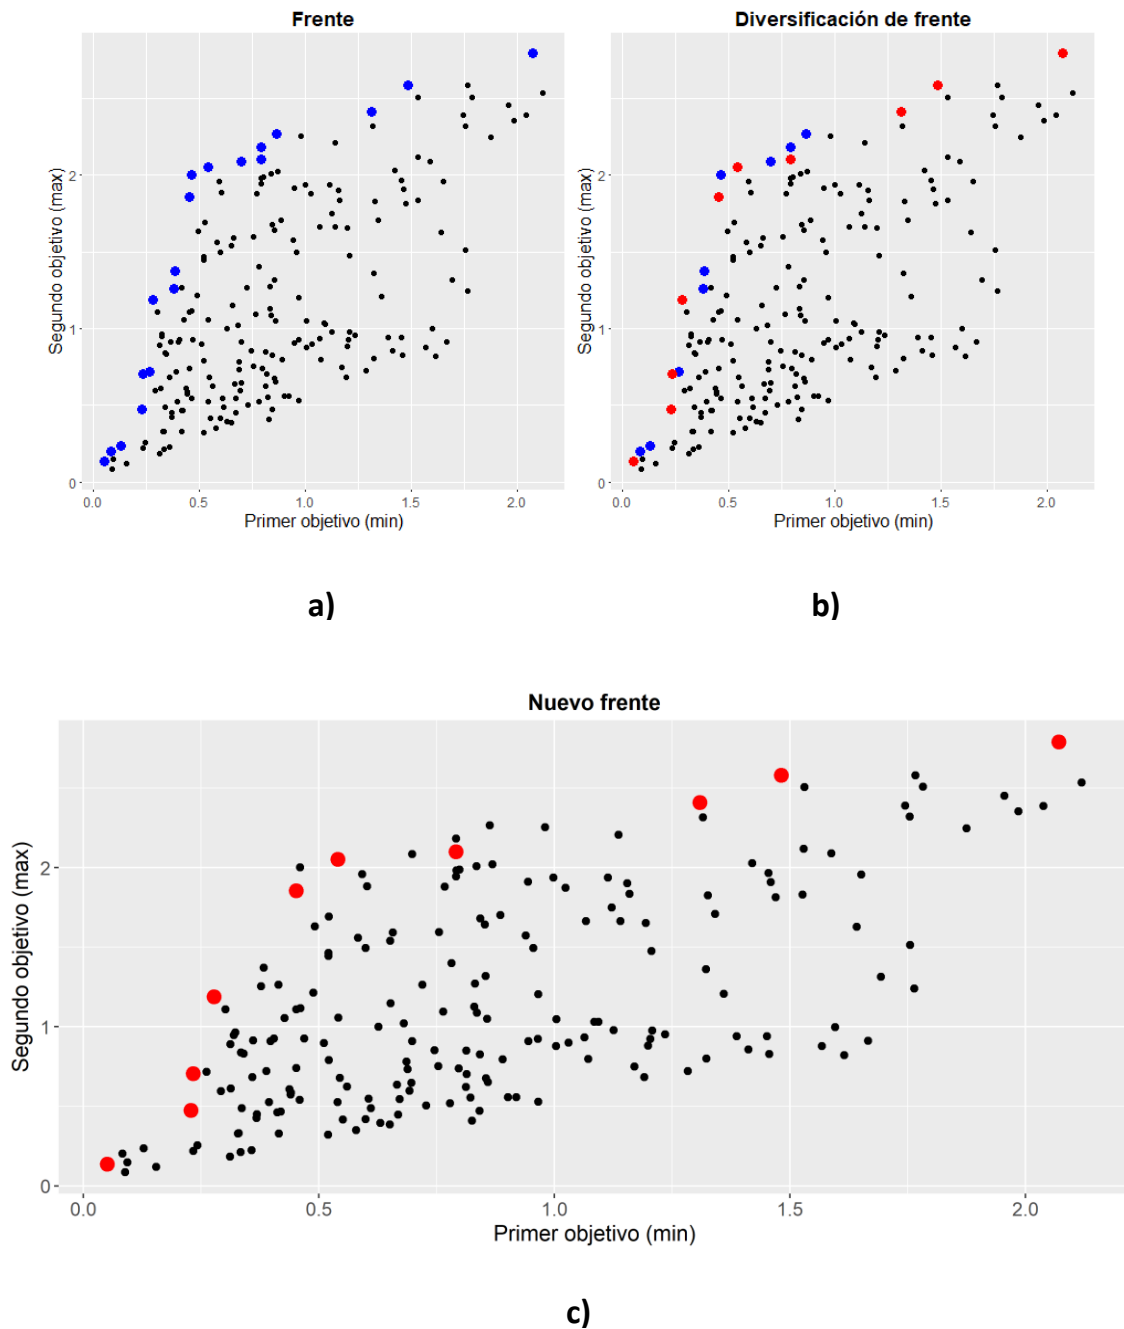 Frente
Diversificación de frente
Segundo objetivo (max)
2
1
0
0.0 0.5 1.0 1.5 2.0
Primer objetivo (min)
Segundo objetivo (max)
2
1
0
0.0 0.5 1.0 1.5 2.0
Primer objetivo (min)
a)
b)
Nuevo frente
Segundo objetivo (max)
2
1
0
0.0 0.5 1.0 1.5 2.0
Primer objetivo (min)
c)